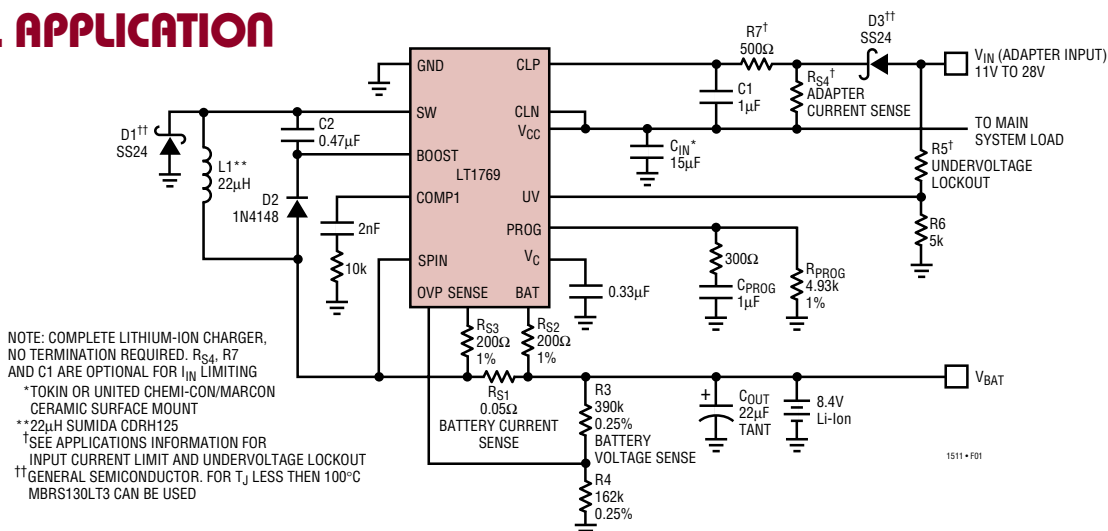 L APPLICATION
GND
SW
BOOST
COMP1
SPIN
OVP SENSE
CLP
CLN
VCC
UV
PROG
VC
BAT
LT1769
D1††
SS24
L1**
22µH
C2
0.47µF
D2
1N4148
2nF
10k
R7†
500Ω
C1
1µF
RS4†
ADAPTER
CURRENT SENSE
D3††
SS24
VIN (ADAPTER INPUT)
11V TO 28V
TO MAIN
SYSTEM LOAD
CIN*
15µF
R5†
UNDERVOLTAGE
LOCKOUT
R6
5k
300Ω
CPROG
1µF
RPROG
4.93k
1%
0.33µF
RS3
200Ω
1%
RS2
200Ω
1%
RS1
0.05Ω
BATTERY CURRENT
SENSE
R3
390k
0.25%
BATTERY
VOLTAGE SENSE
R4
162k
0.25%
+
COUT
22µF
TANT
8.4V
Li-Ion
VBAT
NOTE: COMPLETE LITHIUM-ION CHARGER,
NO TERMINATION REQUIRED. RS4, R7
AND C1 ARE OPTIONAL FOR IIN LIMITING
*TOKIN OR UNITED CHEMI-CON/MARCON
CERAMIC SURFACE MOUNT
**22µH SUMIDA CDRH125
†SEE APPLICATIONS INFORMATION FOR
INPUT CURRENT LIMIT AND UNDERVOLTAGE LOCKOUT
††GENERAL SEMICONDUCTOR. FOR TJ LESS THEN 100°C
MBRS130LT3 CAN BE USED
1511 • F01